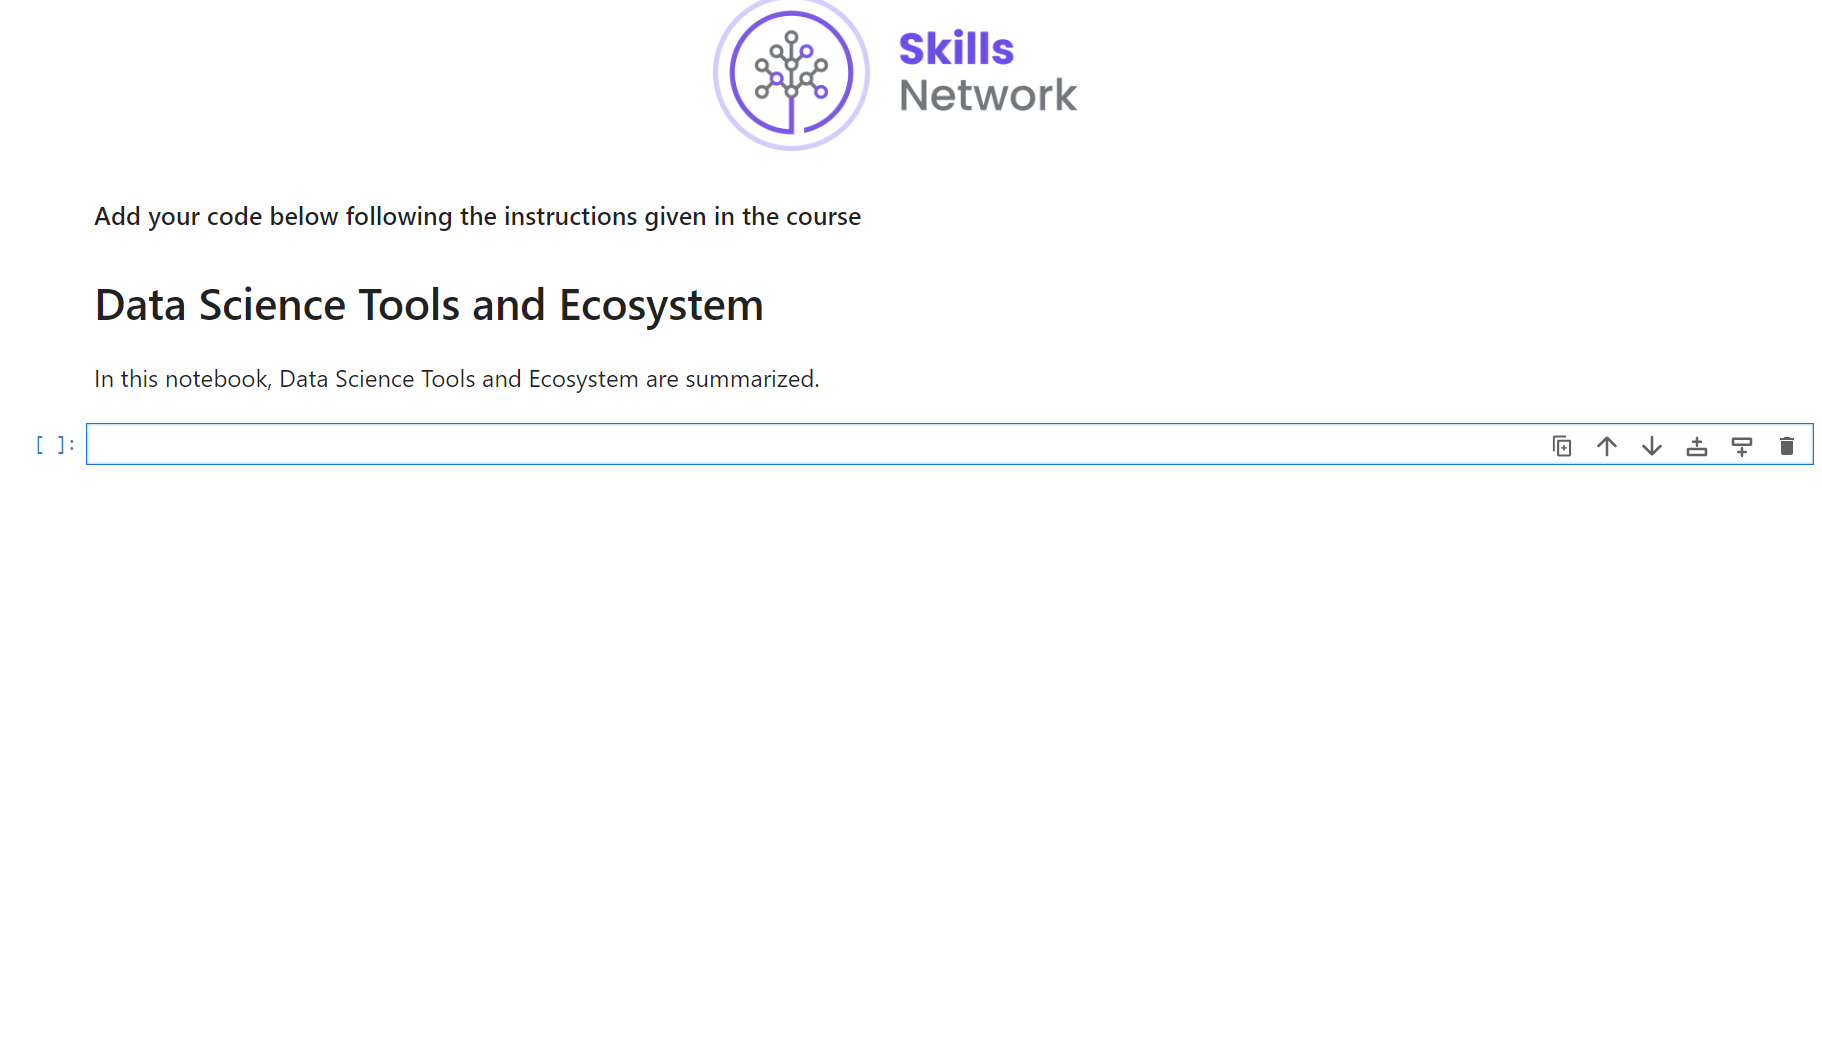 Skills
Network
Add your code below following the instructions given in the course
Data Science Tools and Ecosystem
In this notebook, Data Science Tools and Ecosystem are summarized.
[ ]: